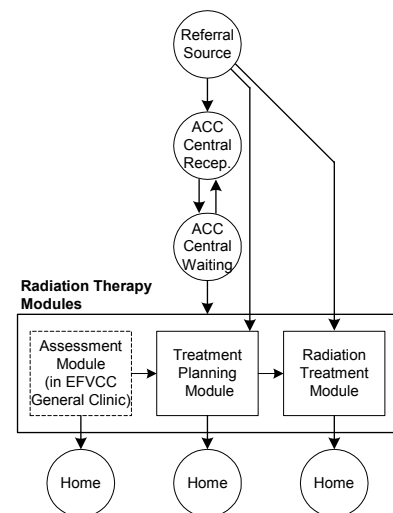 Referral
Source
ACC
Central
Recep.
ACC
Central
Waiting
Radiation Therapy
Modules
Assessment
Module
(in EFVCC
General Clinic)
Treatment
Planning
Module
Radiation
Treatment
Module
Home
Home
Home